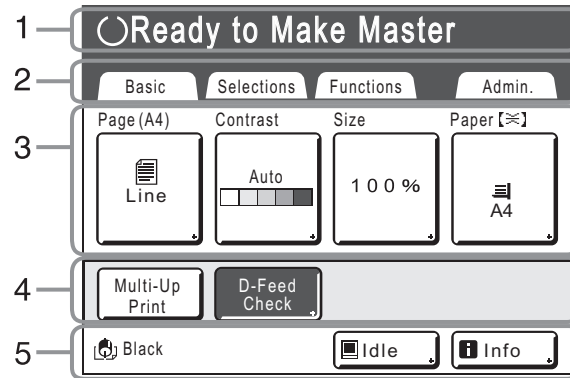 1 Ready to Make Master
2 Basic Selections Functions Admin.
3 Page (A4) Contrast Size Paper【】
Line Auto 100% A4
4 Multi-Up Print D-Feed Check
5 Black Idle i Info